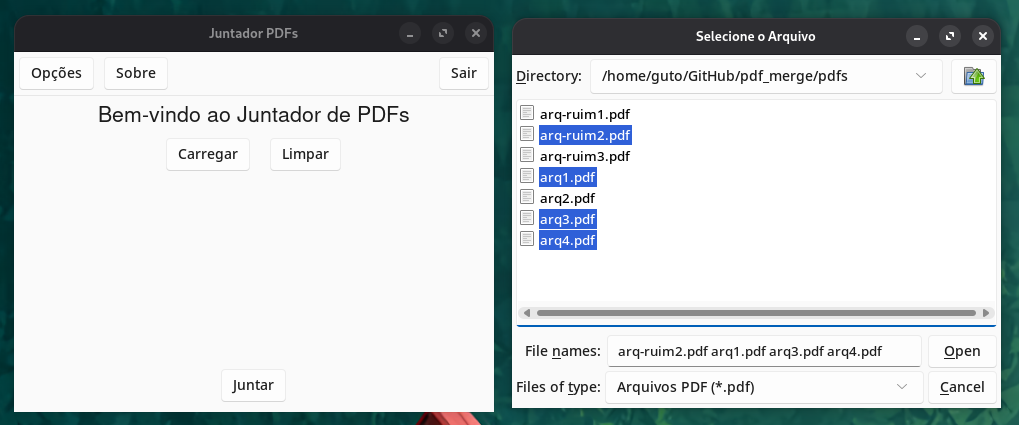 Juntador PDFs
Opções Sobre Sair
Bem-vindo ao Juntador de PDFs
Carregar Limpar
Juntar
Selecione o Arquivo
Directory: /home/guto/GitHub/pdf_merge/pdfs
arq-ruim1.pdf
arq-ruim2.pdf
arq-ruim3.pdf
arq1.pdf
arq2.pdf
arq3.pdf
arq4.pdf
File names: arq-ruim2.pdf arq1.pdf arq3.pdf arq4.pdf Open
Files of type: Arquivos PDF (*.pdf) Cancel